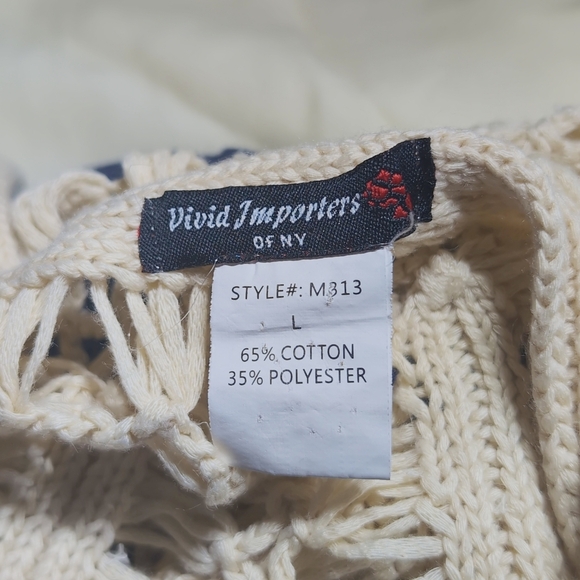 Vivid Importers
OF NY
STYLE#: M313
L
65% COTTON
35% POLYESTER